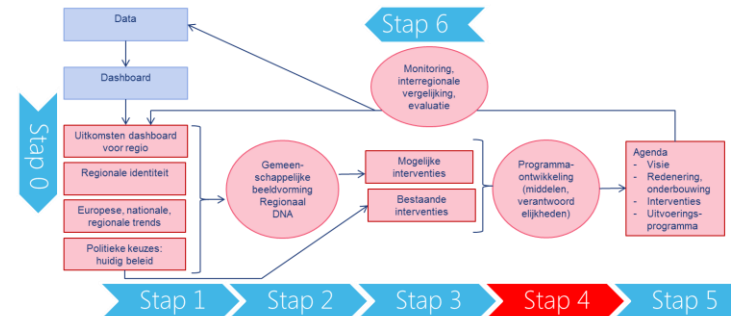 Data
Stap 6
Dashboard
Monitoring,
interregionale
vergelijking,
evaluatie
Stap 0
Uitkomsten dashboard
voor regio
Regionale identiteit
Europese, nationale,
regionale trends
Politieke keuzes:
huidig beleid
Gemeen-
schappelijke
beeldvorming
Regionaal
DNA
Mogelijke
interventies
Bestaande
interventies
Programma-
ontwikkeling
(middelen,
verantwoord
elijkheden)
Agenda
- Visie
- Redenering,
onderbouwing
- Interventies
- Uitvoerings-
programma
Stap 1
Stap 2
Stap 3
Stap 4
Stap 5